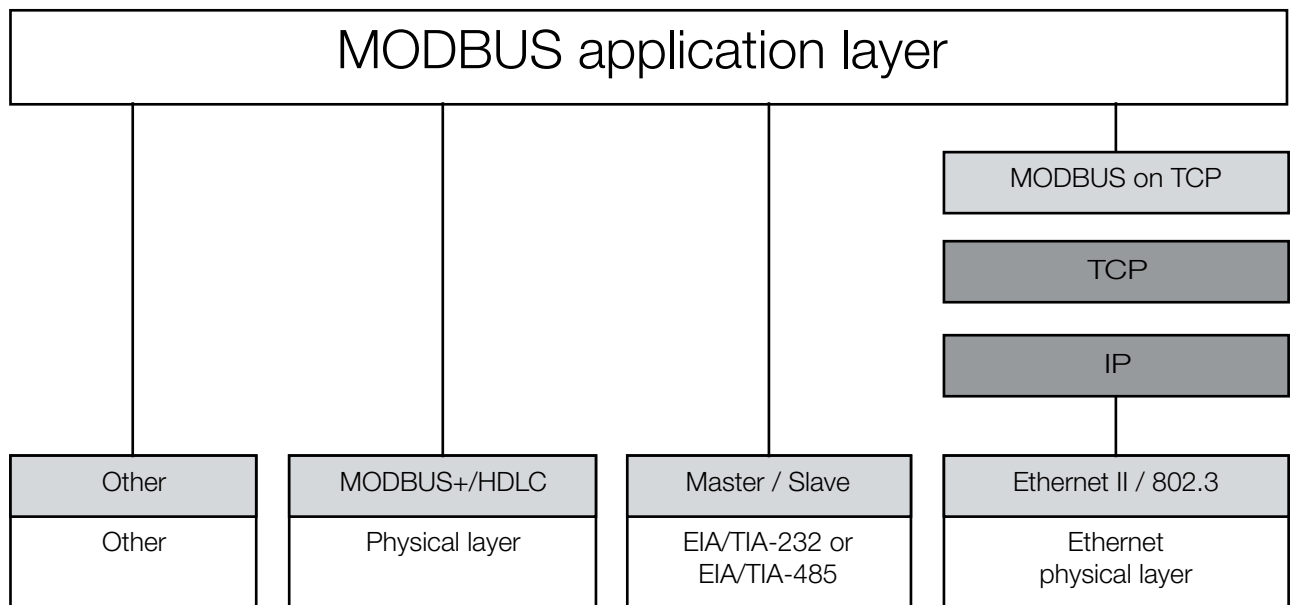 MODBUS application layer
MODBUS on TCP
TCP
IP
Other
MODBUS+/HDLC
Master / Slave
Ethernet II / 802.3
Other
Physical layer
EIA/TIA-232 or
EIA/TIA-485
Ethernet
physical layer